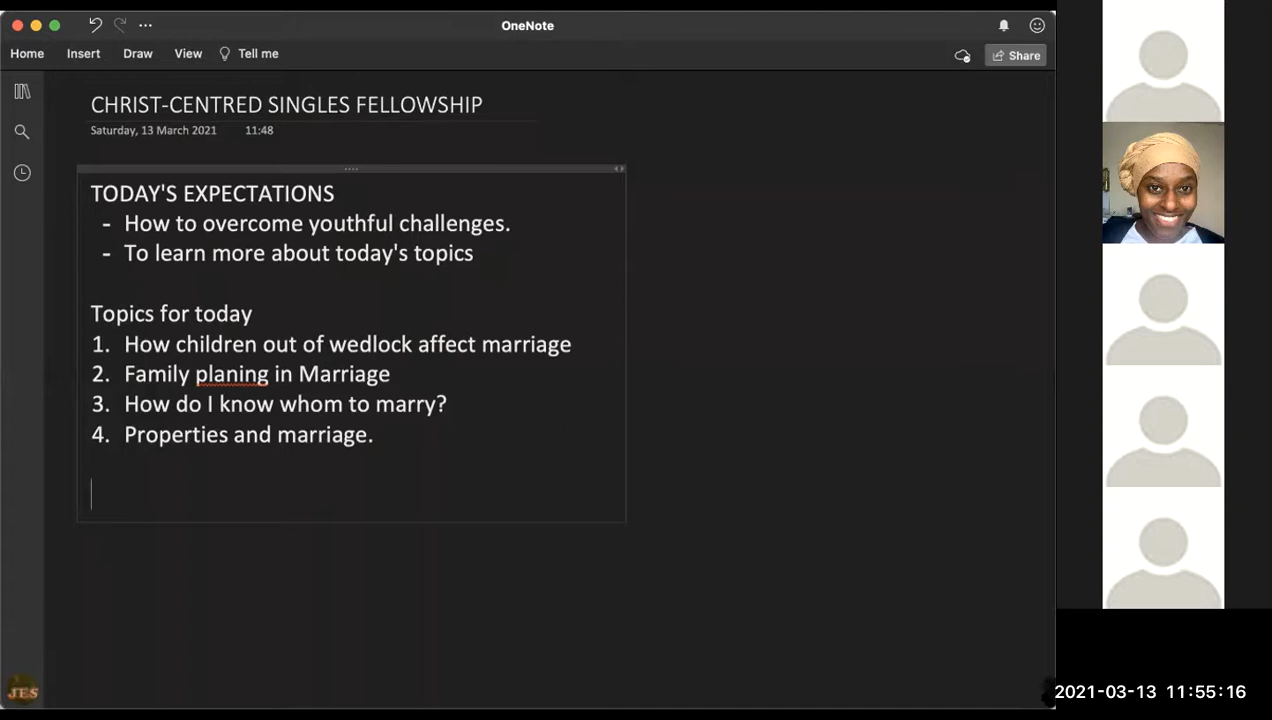 OneNote
Home Insert Draw View Tell me Share
CHRIST-CENTRED SINGLES FELLOWSHIP
Saturday, 13 March 2021 11:48
TODAY'S EXPECTATIONS
- How to overcome youthful challenges.
- To learn more about today's topics
Topics for today
1. How children out of wedlock affect marriage
2. Family planing in Marriage
3. How do I know whom to marry?
4. Properties and marriage.
JES
2021-03-13 11:55:16